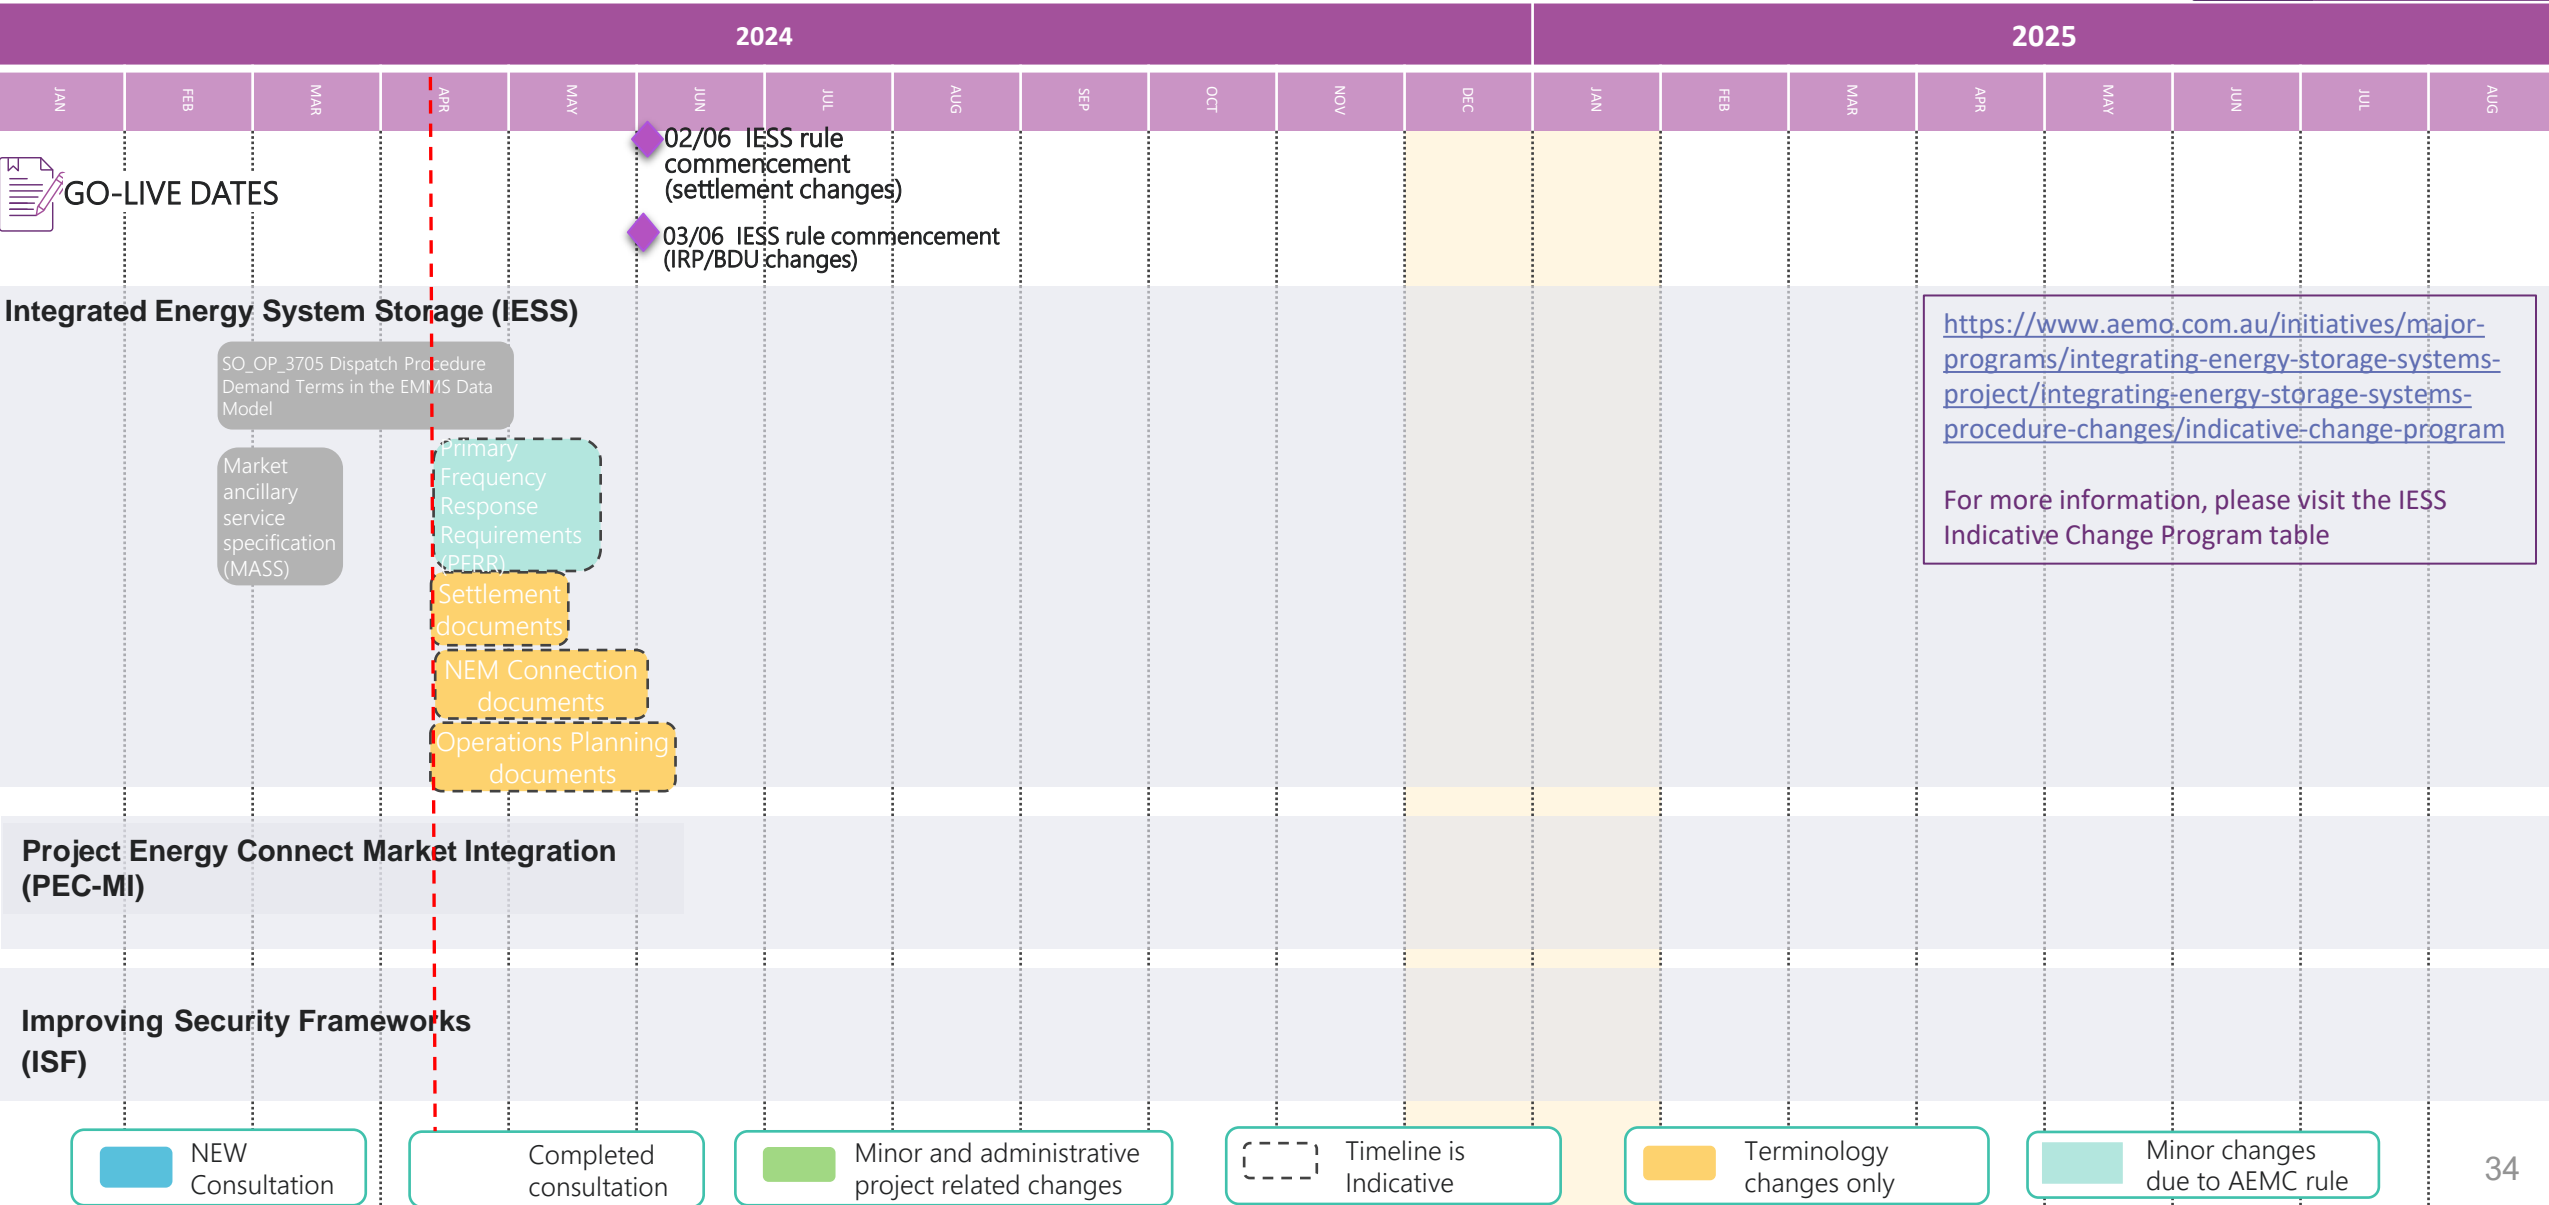 2024
2025
JAN
FEB
MAR
APR
MAY
JUN
JUL
AUG
SEP
OCT
NOV
DEC
JAN
FEB
MAR
APR
MAY
JUN
JUL
AUG
02/06 IESS rule
commencement
(settlement changes)
GO-LIVE DATES
03/06 IESS rule commencement
(IRP/BDU changes)
Integrated Energy System Storage (IESS)
SO_OP_3705 Dispatch Procedure
Demand Terms in the EMMS Data
Model
Market
ancillary
service
specification
(MASS)
Primary
Frequency
Response
Requirements
(PFRR)
Settlement
documents
NEM Connection
documents
Operations Planning
documents
https://www.aemo.com.au/initiatives/major-
programs/integrating-energy-storage-systems-
project/integrating-energy-storage-systems-
procedure-changes/indicative-change-program
For more information, please visit the IESS
Indicative Change Program table
Project Energy Connect Market Integration
(PEC-MI)
Improving Security Frameworks
(ISF)
NEW
Consultation
Completed
consultation
Minor and administrative
project related changes
Timeline is
Indicative
Terminology
changes only
Minor changes
due to AEMC rule
34